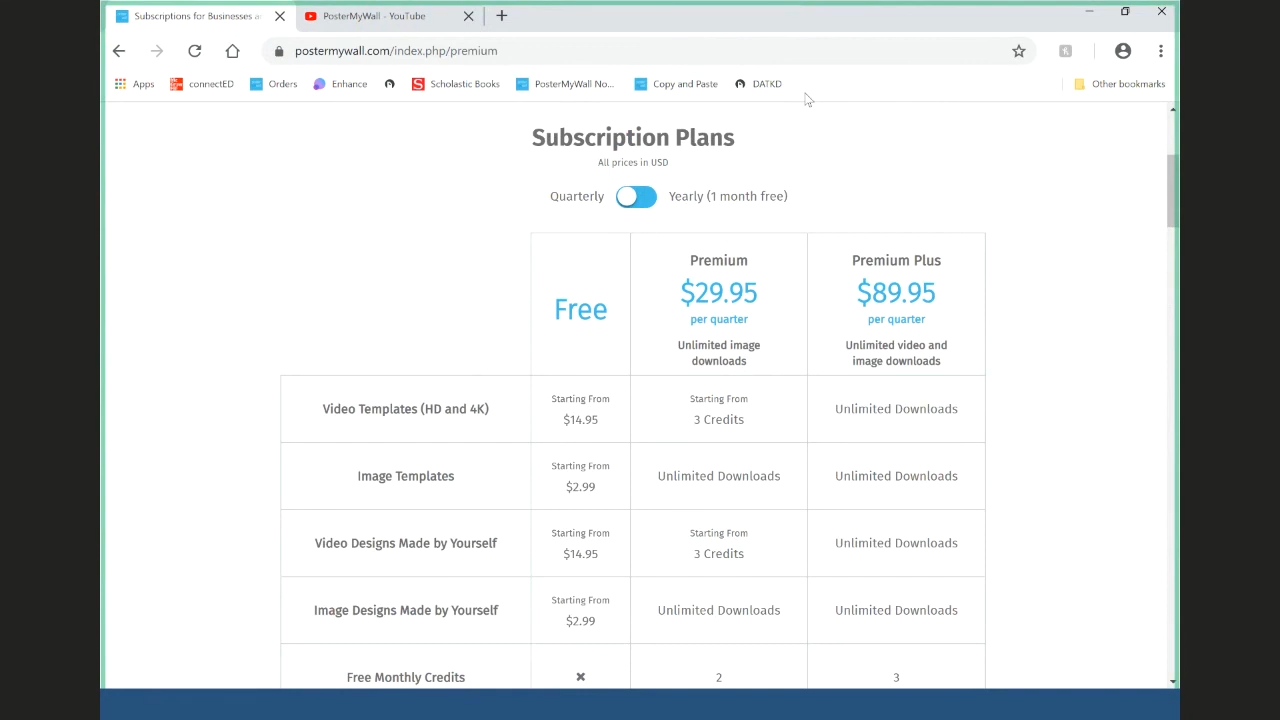 Subscriptions for Businesses a
PosterMyWall - YouTube
postermywall.com/index.php/premium
Apps
connectED
Orders
Enhance
Scholastic Books
PosterMyWall No...
Copy and Paste
DATKD
Other bookmarks
Subscription Plans
All prices in USD
Quarterly
Yearly (1 month free)
Free
Premium
$29.95
per quarter
Unlimited image
downloads
Premium Plus
$89.95
per quarter
Unlimited video and
image downloads
Video Templates (HD and 4K)
Starting From
$14.95
Starting From
3 Credits
Unlimited Downloads
Image Templates
Starting From
$2.99
Unlimited Downloads
Unlimited Downloads
Video Designs Made by Yourself
Starting From
$14.95
Starting From
3 Credits
Unlimited Downloads
Image Designs Made by Yourself
Starting From
$2.99
Unlimited Downloads
Unlimited Downloads
Free Monthly Credits
2
3